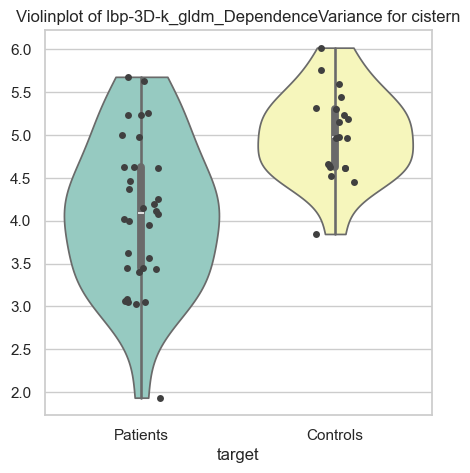 Violinplot of lbp-3D-k_gldm_DependenceVariance for cistern
6.0
5.5
5.0
4.5
4.0
3.5
3.0
2.5
2.0
Patients
Controls
target